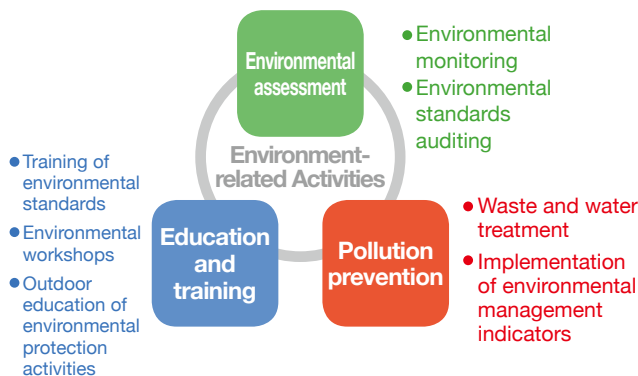 Environmental
assessment
● Environmental
monitoring
● Environmental
standards
auditing
Environment-
related Activities
● Training of
environmental
standards
● Environmental
workshops
● Outdoor
education of
environmental
protection
activities
Education
and
training
Pollution
prevention
● Waste and water
treatment
● Implementation
of environmental
management
indicators